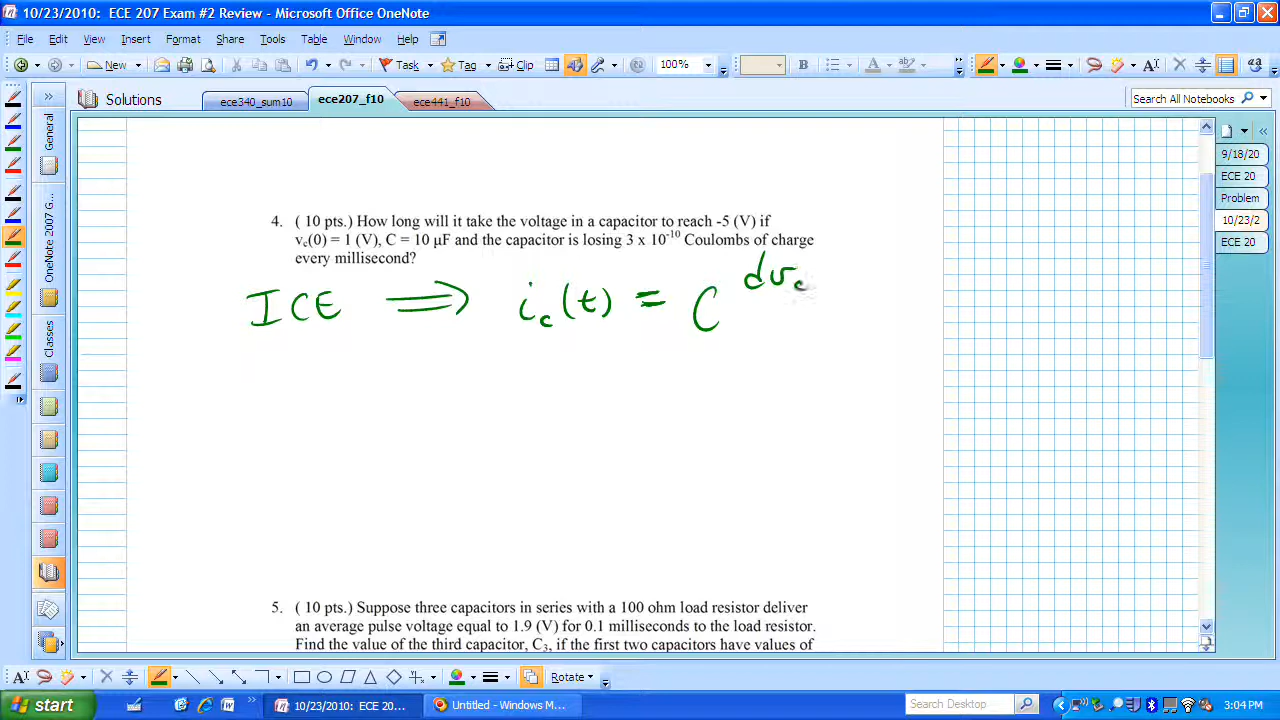 10/23/2010: ECE 207 Exam #2 Review - Microsoft Office OneNote
File Edit View Insert Format Share Tools Table Window Help
New Task Tag Clip 100% B A ab A
Solutions ece340_sum10 ece207_f10 ece441_f10 Search All Notebooks
General
OneNote 2007 G...
Classes
9/18/20
ECE 20
Problem
10/23/2
ECE 20
4. ( 10 pts.) How long will it take the voltage in a capacitor to reach -5 (V) if
vc(0) = 1 (V), C = 10 μF and the capacitor is losing 3 x 10⁻¹⁰ Coulombs of charge
every millisecond?
ICE ⟹ ic(t) = C dvc
5. ( 10 pts.) Suppose three capacitors in series with a 100 ohm load resistor deliver
an average pulse voltage equal to 1.9 (V) for 0.1 milliseconds to the load resistor.
Find the value of the third capacitor, C₃, if the first two capacitors have values of
A Rotate
start 10/23/2010: ECE 20... Untitled - Windows M... Search Desktop 3:04 PM